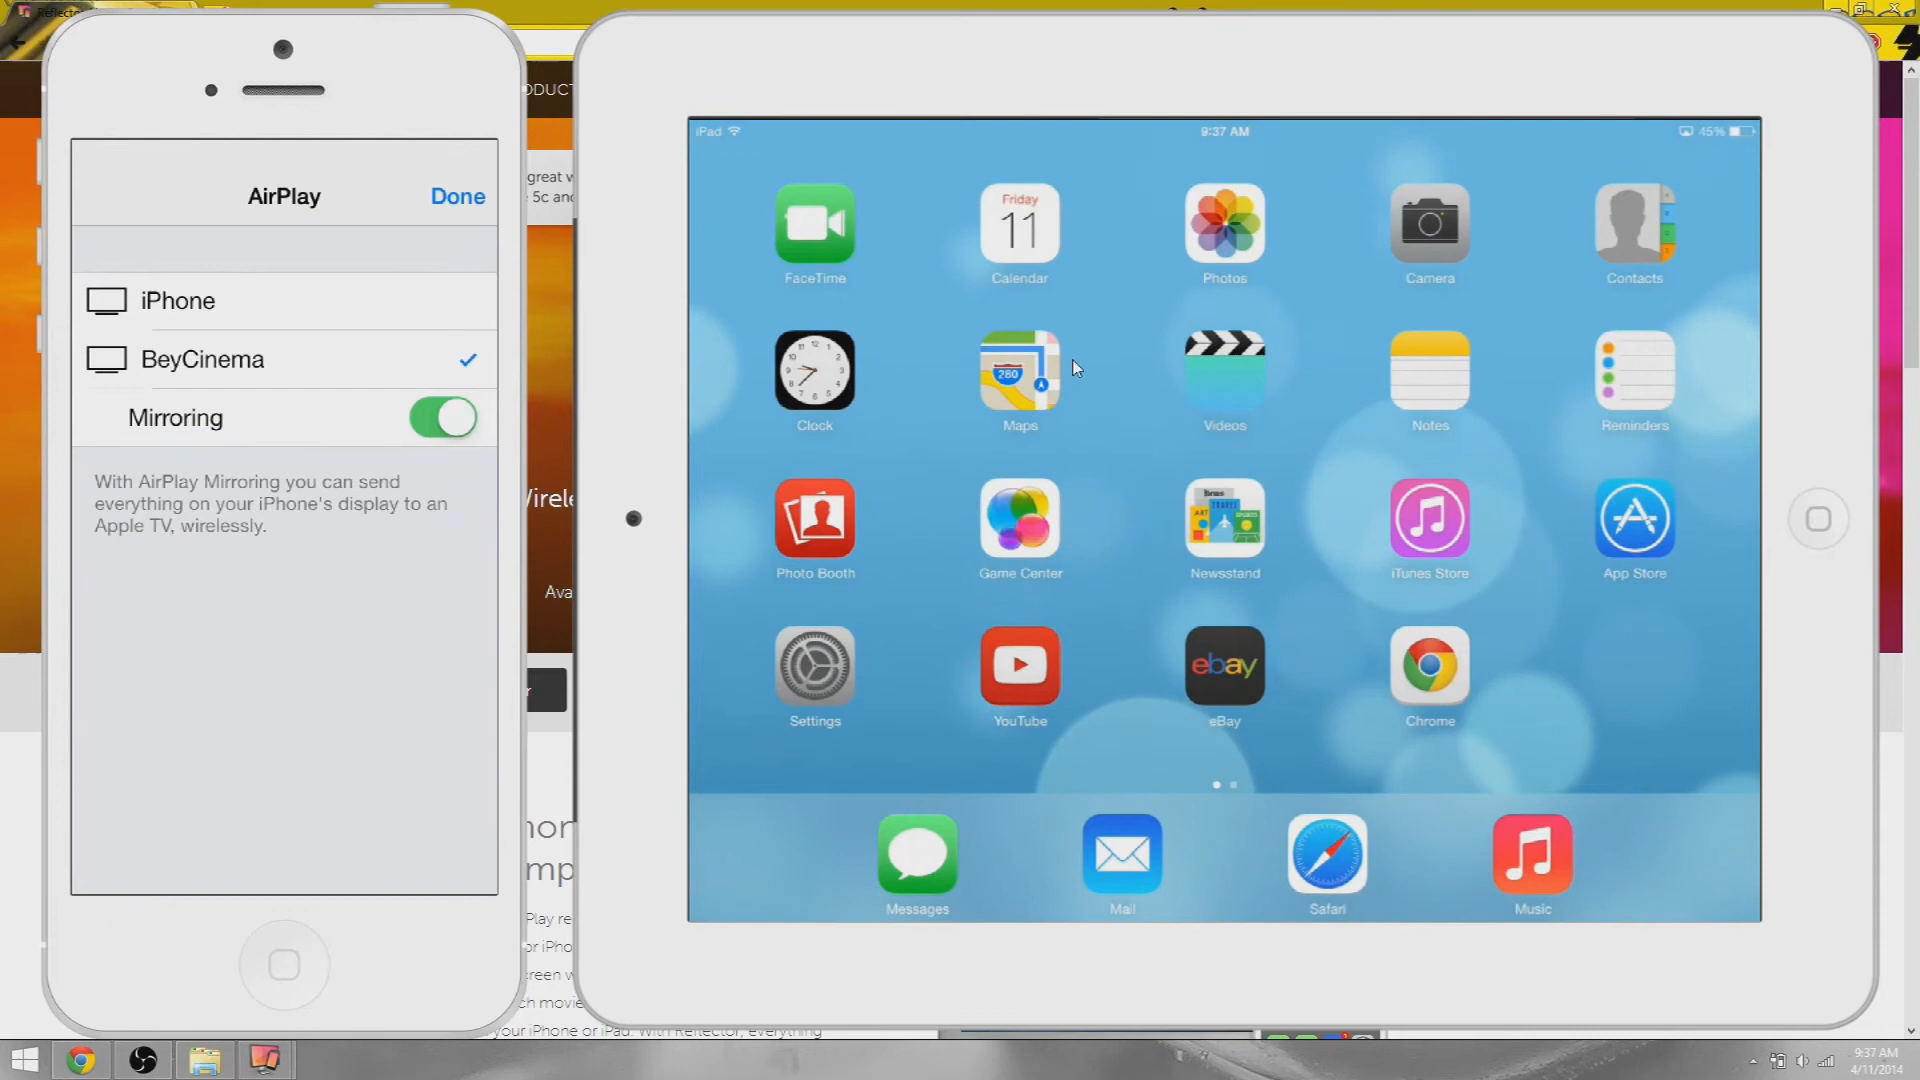 Reflector
ODUCT
great w
5c and
Wirele
Ava
r
hon
mp
Play re
or iPho
creen w
ch movie
your iPhone or iPad. With Reflector, everything
AirPlay
Done
iPhone
BeyCinema
Mirroring
With AirPlay Mirroring you can send
everything on your iPhone's display to an
Apple TV, wirelessly.
iPad
9:37 AM
45%
Friday
11
FaceTime
Calendar
Photos
Camera
Contacts
280
Clock
Maps
Videos
Notes
Reminders
Photo Booth
Game Center
Newsstand
iTunes Store
App Store
ebay
Settings
YouTube
eBay
Chrome
Messages
Mail
Safari
Music
9:37 AM
4/11/2014